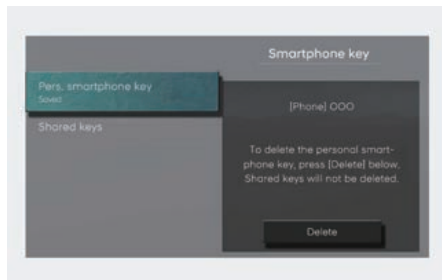 Smartphone key
Pers. smartphone key
Saved
Shared keys
[Phone] OOO
To delete the personal smart-
phone key, press [Delete] below.
Shared keys will not be deleted.
Delete